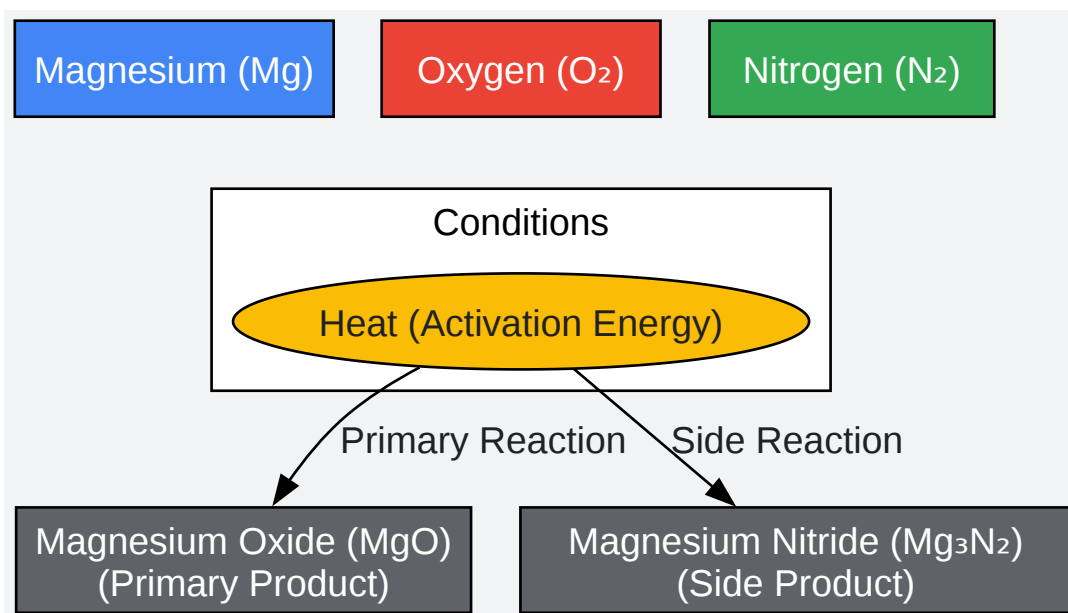 Magnesium (Mg)
Oxygen (O₂)
Nitrogen (N₂)
Conditions
Heat (Activation Energy)
Primary Reaction
Side Reaction
Magnesium Oxide (MgO)
(Primary Product)
Magnesium Nitride (Mg₃N₂)
(Side Product)